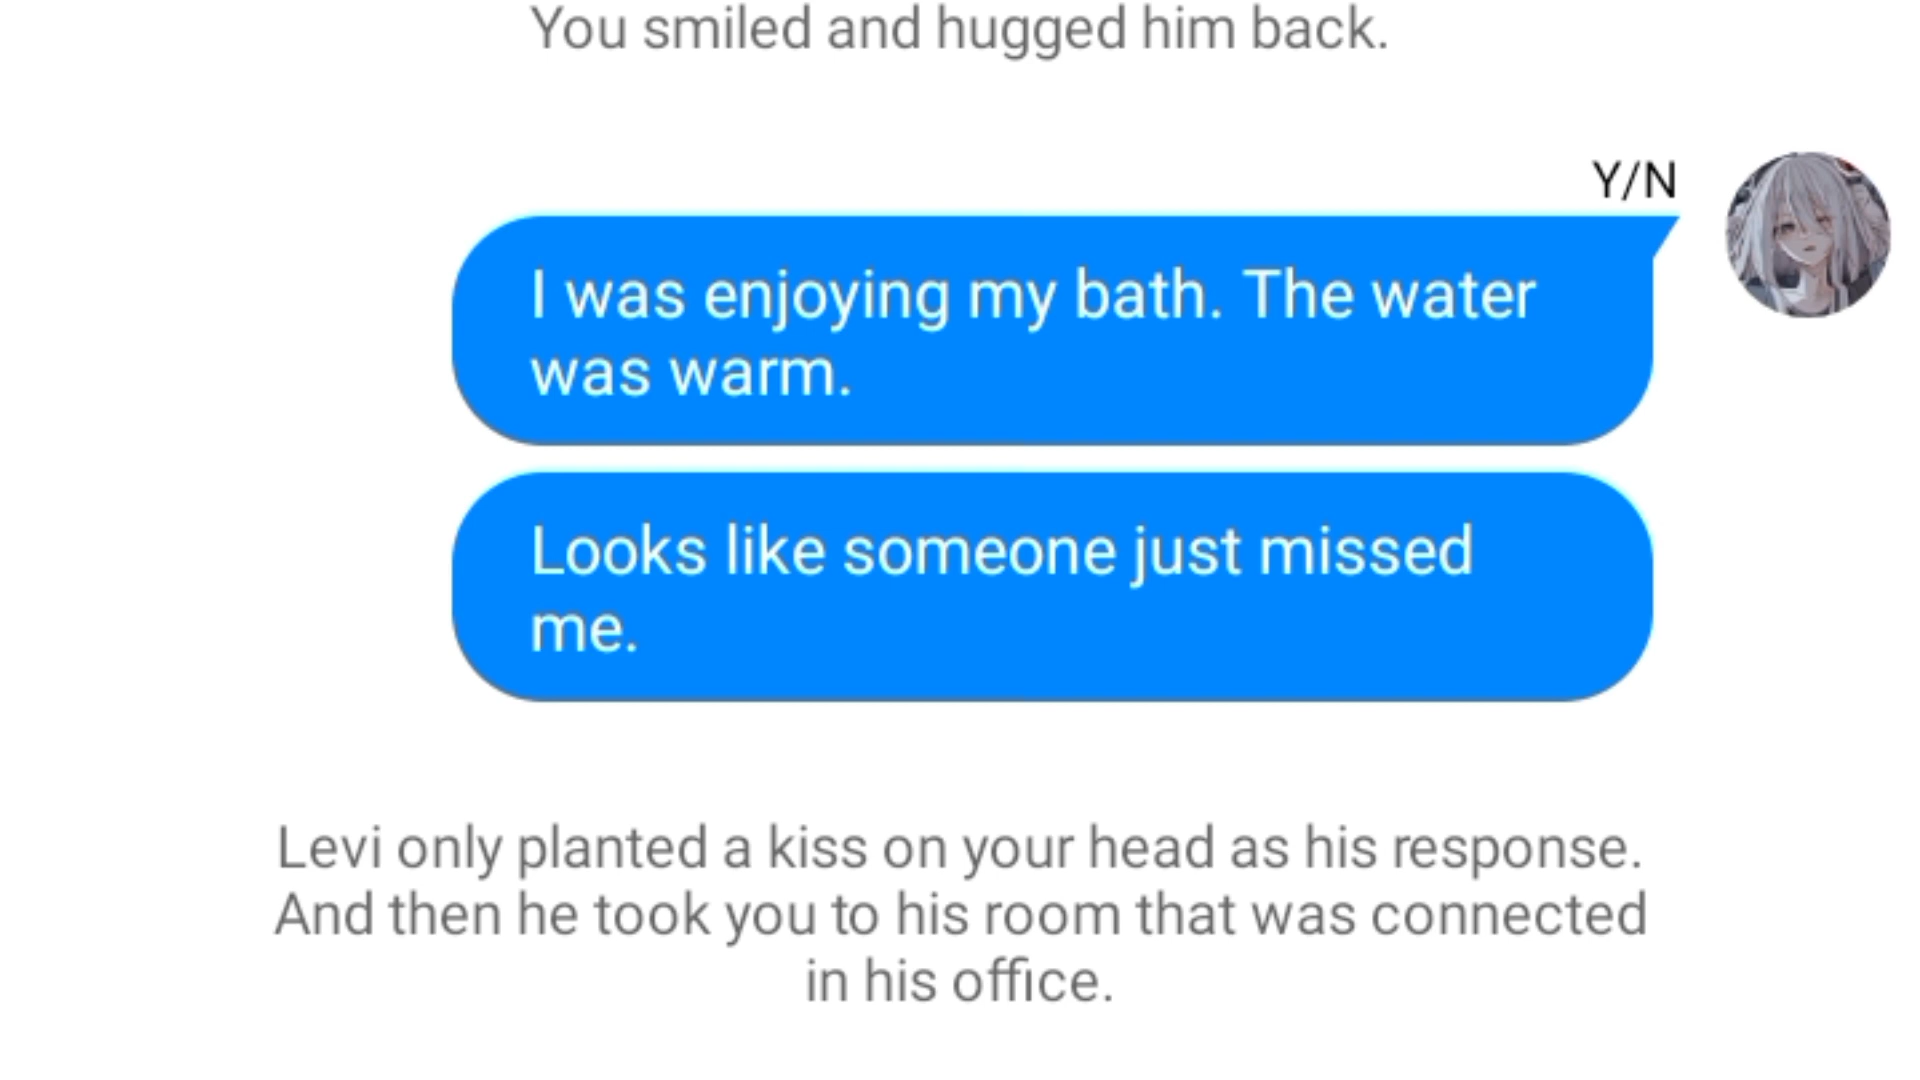 You smiled and hugged him back.
Y/N
I was enjoying my bath. The water
was warm.
Looks like someone just missed
me.
Levi only planted a kiss on your head as his response.
And then he took you to his room that was connected
in his office.